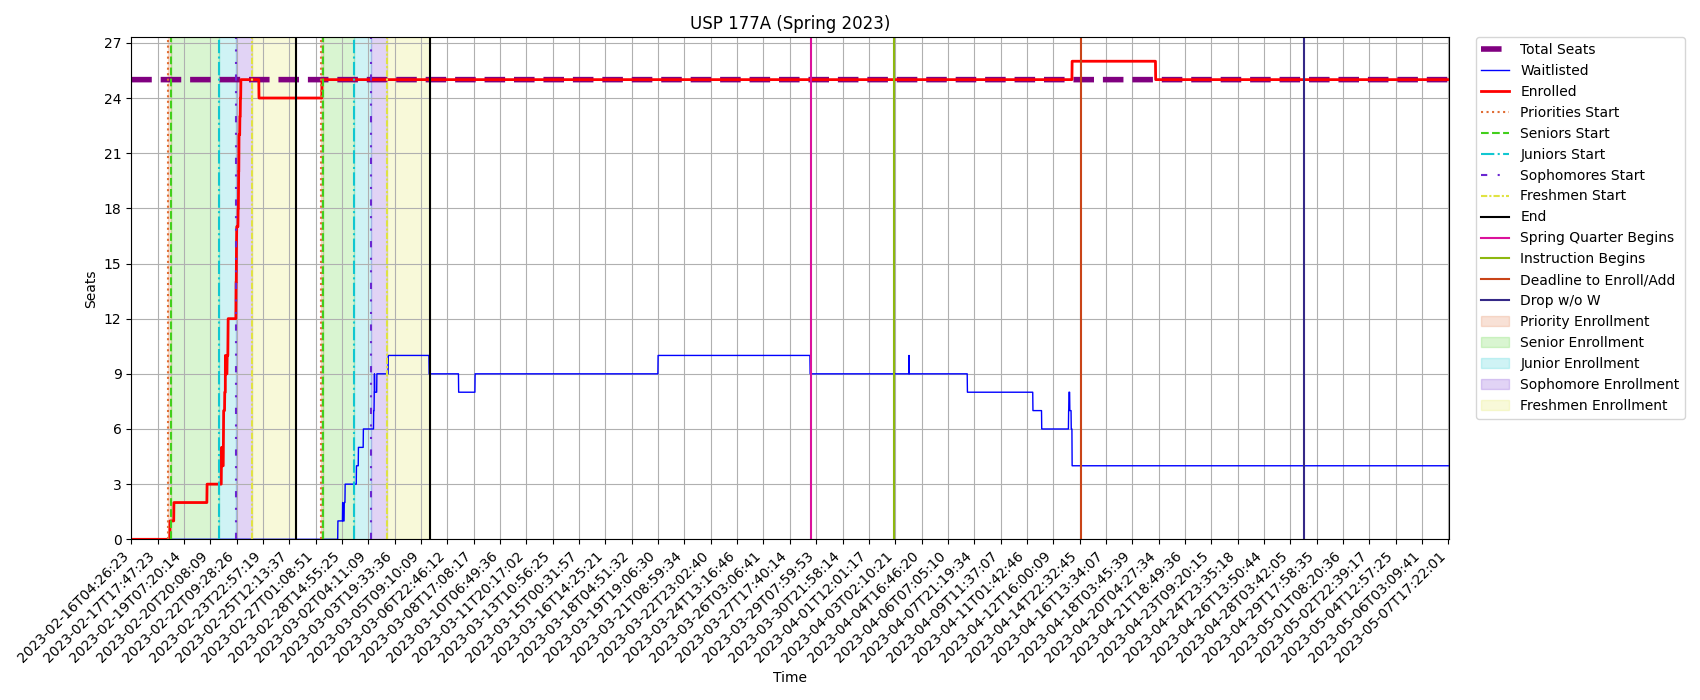 USP 177A (Spring 2023)
27
24
21
18
15
12
9
6
3
0
Seats
2023-02-16T04:26:23
2023-02-17T17:47:23
2023-02-19T07:20:14
2023-02-20T20:08:09
2023-02-22T09:28:26
2023-02-23T22:57:19
2023-02-25T12:13:37
2023-02-27T01:08:51
2023-02-28T14:55:25
2023-03-02T04:11:09
2023-03-03T19:33:36
2023-03-05T09:10:09
2023-03-06T22:46:12
2023-03-08T17:08:17
2023-03-10T06:49:36
2023-03-11T20:17:02
2023-03-13T10:56:25
2023-03-15T00:31:57
2023-03-16T14:25:21
2023-03-18T04:51:32
2023-03-19T19:06:30
2023-03-21T08:59:34
2023-03-22T23:02:40
2023-03-24T13:16:46
2023-03-26T03:06:41
2023-03-27T17:40:14
2023-03-29T07:59:53
2023-03-30T21:58:14
2023-04-01T12:01:17
2023-04-03T02:10:21
2023-04-04T16:46:20
2023-04-06T07:05:10
2023-04-07T21:19:34
2023-04-09T11:37:07
2023-04-11T01:42:46
2023-04-12T16:00:09
2023-04-14T22:32:45
2023-04-16T13:34:07
2023-04-18T03:45:39
2023-04-20T04:27:34
2023-04-21T18:49:36
2023-04-23T09:20:15
2023-04-24T23:35:18
2023-04-26T13:50:44
2023-04-28T03:42:05
2023-04-29T17:58:35
2023-05-01T08:20:36
2023-05-02T22:39:17
2023-05-04T12:57:25
2023-05-06T03:09:41
2023-05-07T17:22:01
Time
Total Seats
Waitlisted
Enrolled
Priorities Start
Seniors Start
Juniors Start
Sophomores Start
Freshmen Start
End
Spring Quarter Begins
Instruction Begins
Deadline to Enroll/Add
Drop w/o W
Priority Enrollment
Senior Enrollment
Junior Enrollment
Sophomore Enrollment
Freshmen Enrollment